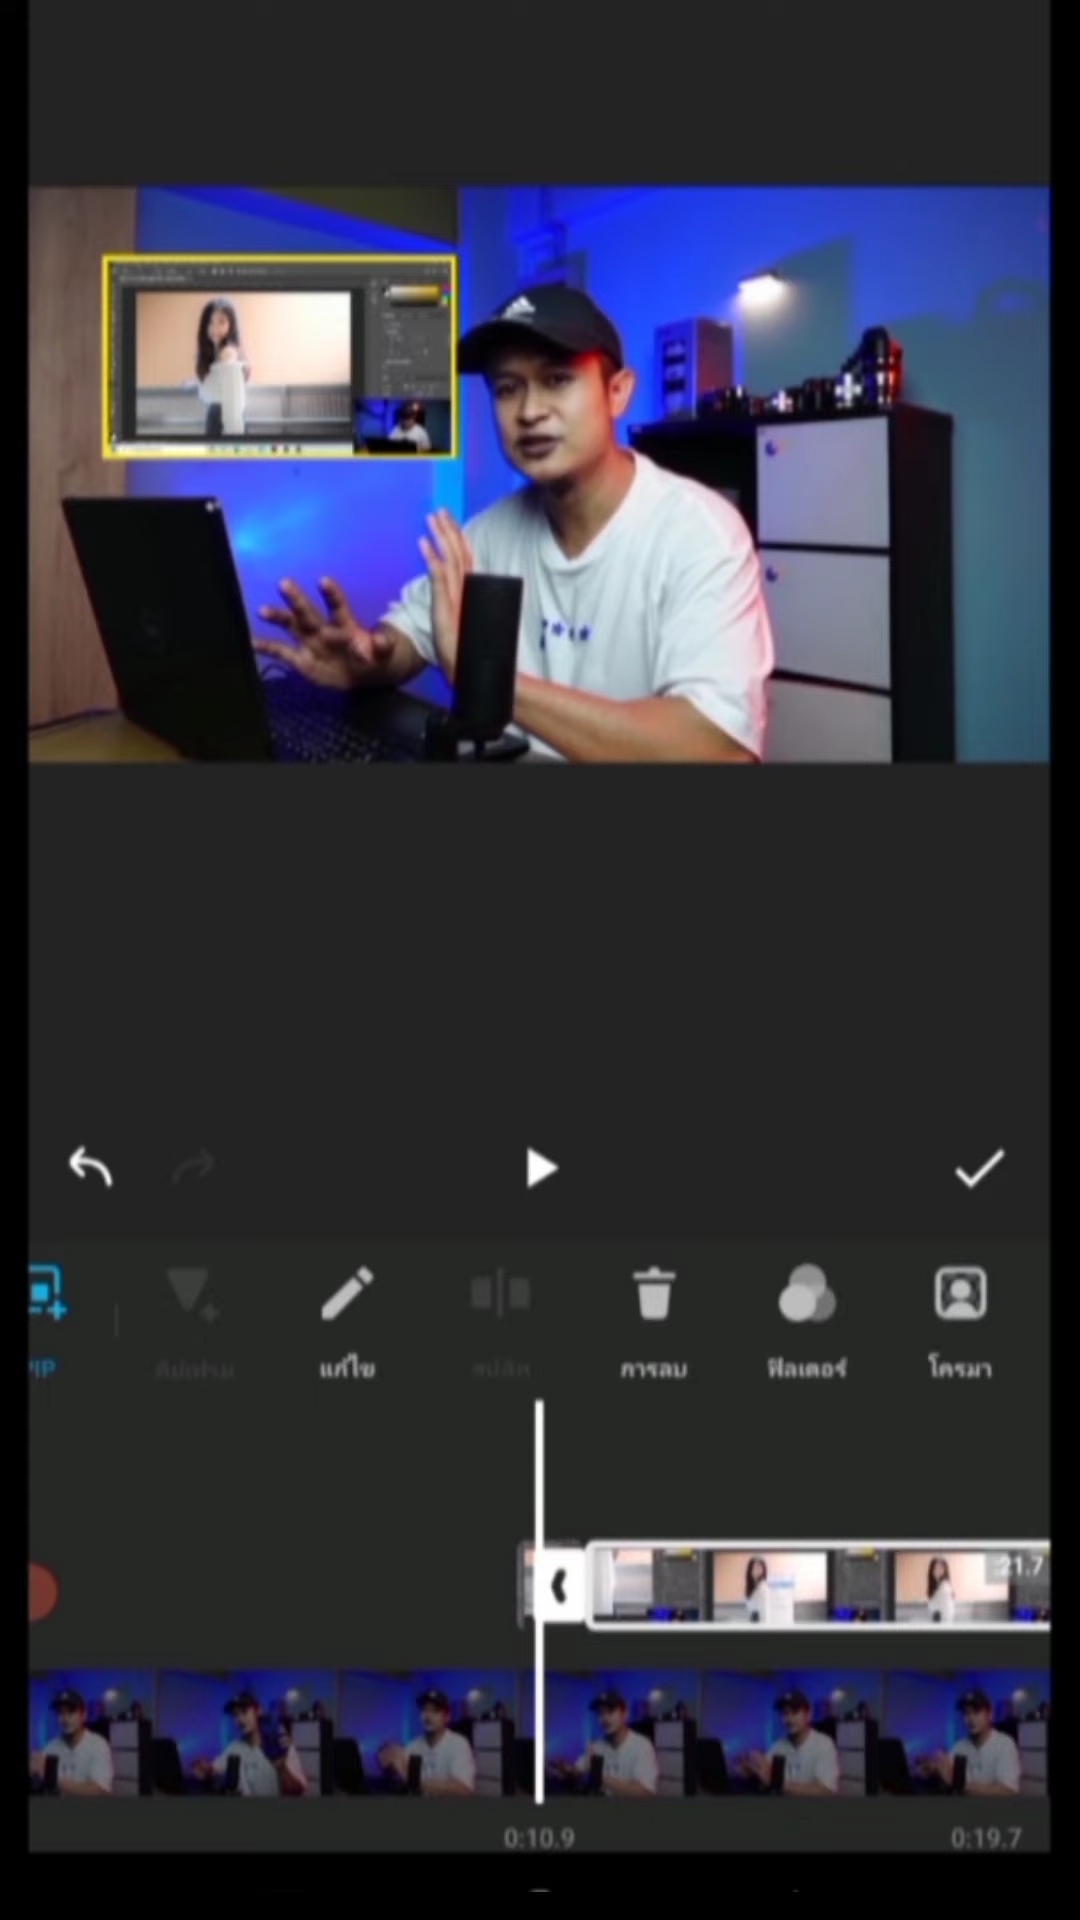 PIP
แก้ไข
การลบ
ฟิลเตอร์
โครมา
21.7
0:10.9
0:19.7